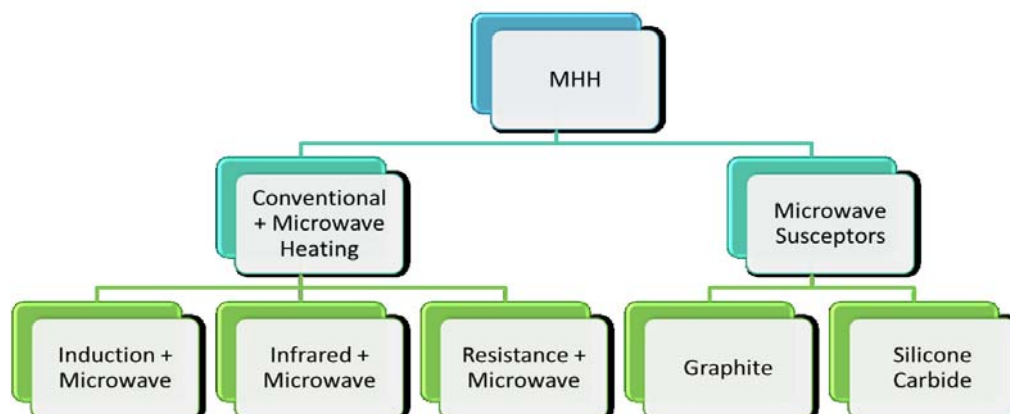 MHH
Conventional
+ Microwave
Heating
Microwave
Susceptors
Induction +
Microwave
Infrared +
Microwave
Resistance +
Microwave
Graphite
Silicone
Carbide